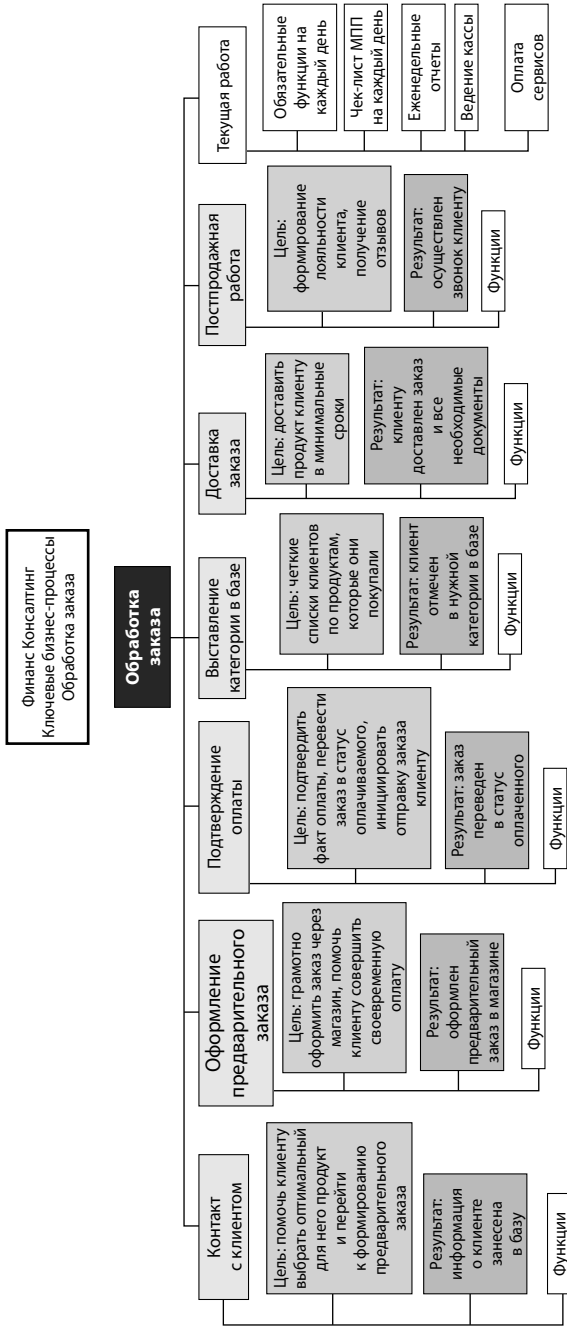 Финанс Консалтинг
Ключевые бизнес-процессы
Обработка заказа
Обработка
заказа
Контакт
с клиентом
Цель: помочь клиенту
выбрать оптимальный
для него продукт
и перейти
к формированию
предварительного
заказа
Результат:
информация
о клиенте
занесена
в базу
Функции
Оформление
предварительного
заказа
Цель: грамотно
оформить заказ через
магазин, помочь
клиенту совершить
своевременную
оплату
Результат:
оформлен
предварительный
заказ в магазине
Функции
Подтверждение
оплаты
Цель: подтвердить
факт оплаты, перевести
заказ в статус
оплачиваемого,
инициировать
отправку заказа
клиенту
Результат: заказ
переведен
в статус
оплаченного
Функции
Выставление
категории в базе
Цель: четкие
списки клиентов
по продуктам,
которые они
покупали
Результат: клиент
отмечен
в нужной
категории в базе
Функции
Доставка
заказа
Цель: доставить
продукт клиенту
в минимальные
сроки
Результат:
клиенту
доставлен заказ
и все
необходимые
документы
Функции
Постпродажная
работа
Цель:
формирование
лояльности
клиента,
получение
отзывов
Результат:
осуществлен
звонок клиенту
Функции
Текущая работа
Обязательные
функции на
каждый день
Чек-лист МПП
на каждый день
Еженедельные
отчеты
Ведение кассы
Оплата
сервисов